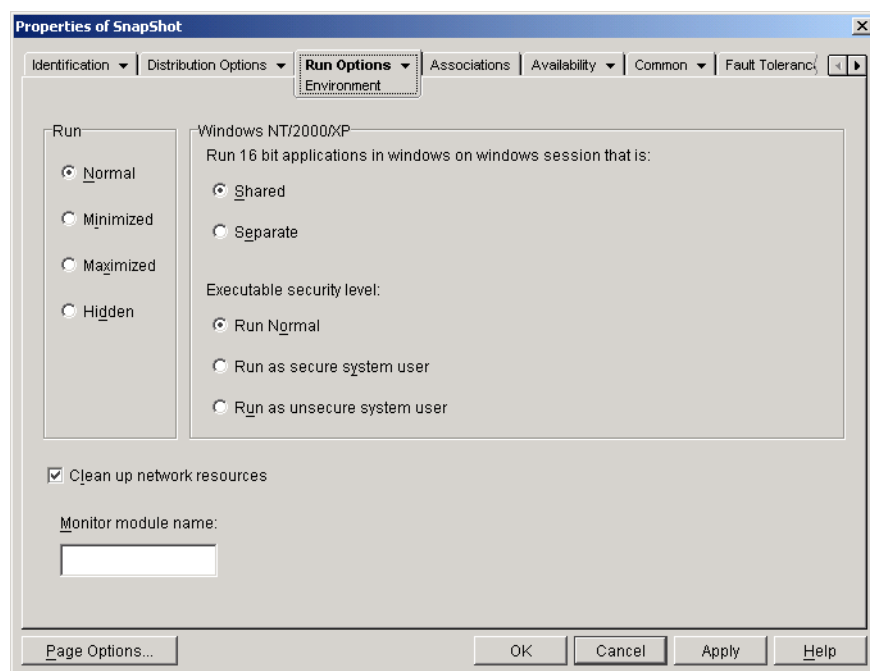 Properties of SnapShot
Identification Distribution Options Run Options Associations Availability Common Fault
Environment
Run
Normal
Minimized
Maximized
Hidden
Windows NT/2000/XP
Run 16 bit applications in windows on windows session that is:
Shared
Separate
Executable security level:
Run Normal
Run as secure system user
Run as unsecure system user
Clean up network resources
Monitor module name:
Page Options... OK Cancel Apply Help